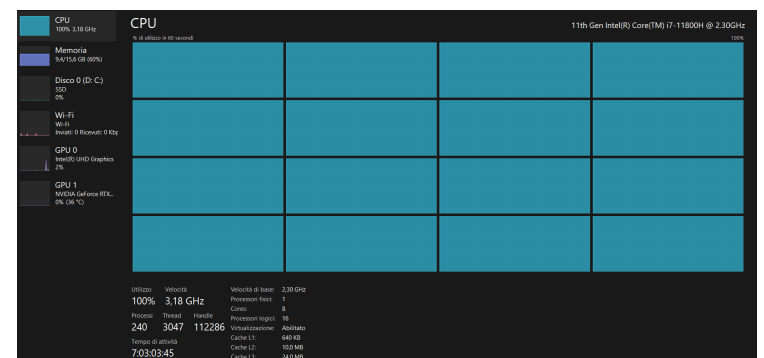 CPU
100% 3,18 GHz
Memoria
9,4/15,6 GB (60%)
Disco 0 (D: C:)
SSD
0%
Wi-Fi
Wi-Fi
Inviati: 0 Ricevuti: 0 Kbp
GPU 0
Intel(R) UHD Graphics
2%
GPU 1
NVIDIA GeForce RTX...
0% (36 °C)
CPU
11th Gen Intel(R) Core(TM) i7-11800H @ 2.30GHz
% di utilizzo in 60 secondi
100%
Utilizzo Velocità
100% 3,18 GHz
Processi Thread Handle
240 3047 112286
Tempo di attività
7:03:03:45
Velocità di base: 2,30 GHz
Processori fisici: 1
Cores: 8
Processori logici: 16
Virtualizzazione: Abilitato
Cache L1: 640 KB
Cache L2: 10,0 MB
Cache L3: 24,0 MB